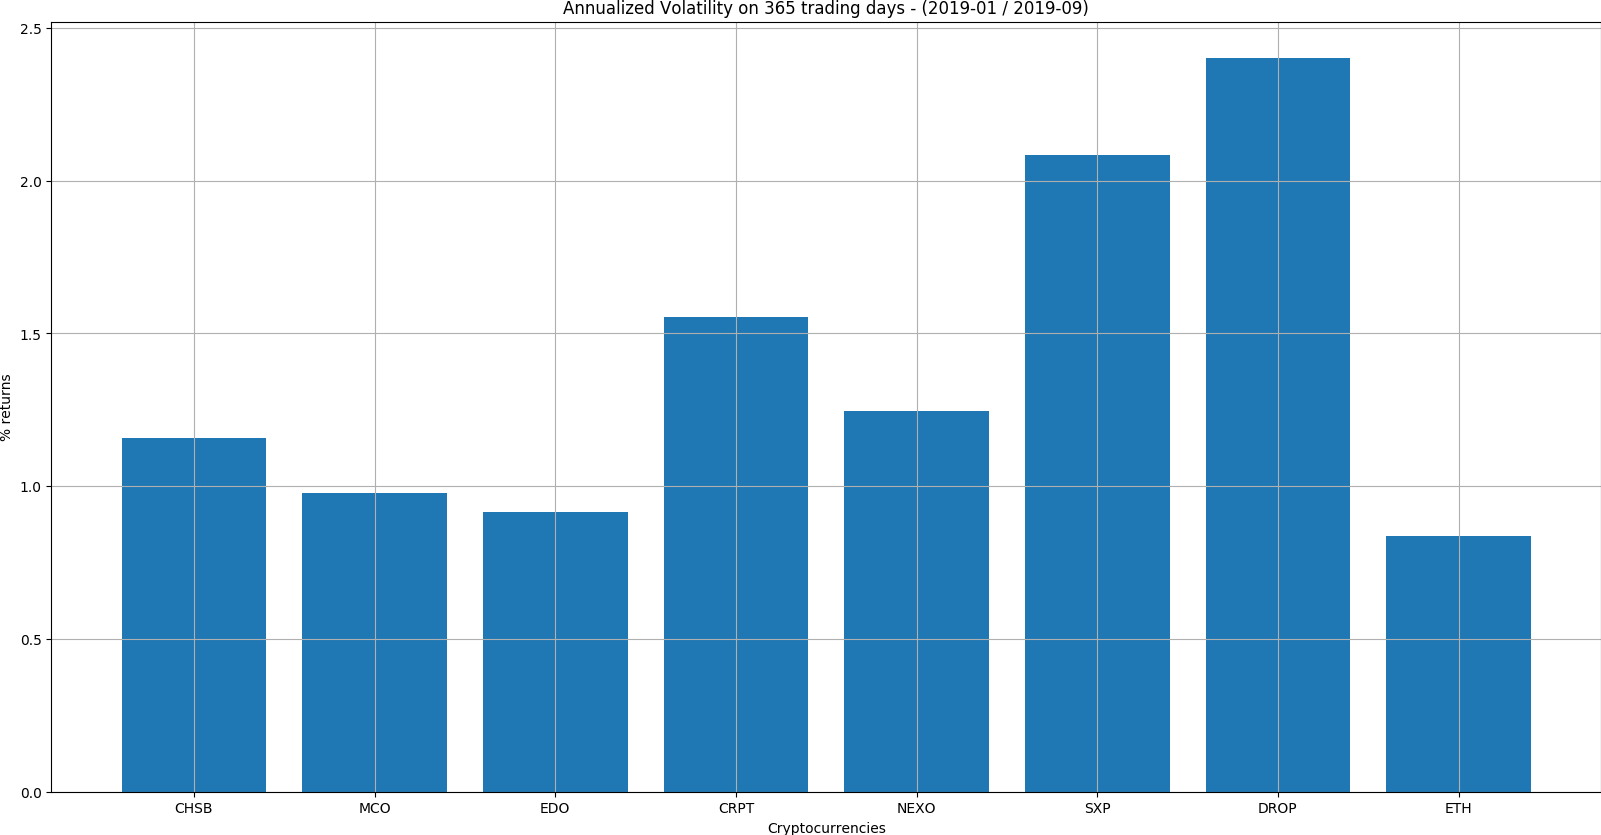 Annualized Volatility on 365 trading days - (2019-01 / 2019-09)
% returns
2.5
2.0
1.5
1.0
0.5
0.0
CHSB MCO EDO CRPT NEXO SXP DROP ETH
Cryptocurrencies